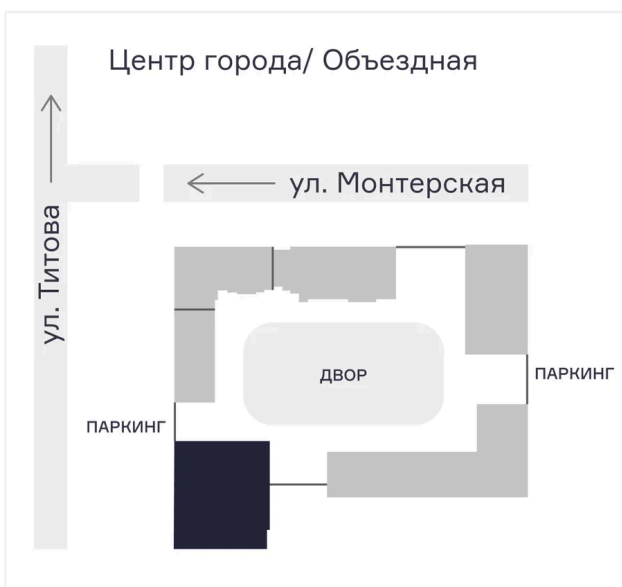 Центр города/ Объездная
ул. Монтерская
ул. Титова
ДВОР
ПАРКИНГ
ПАРКИНГ